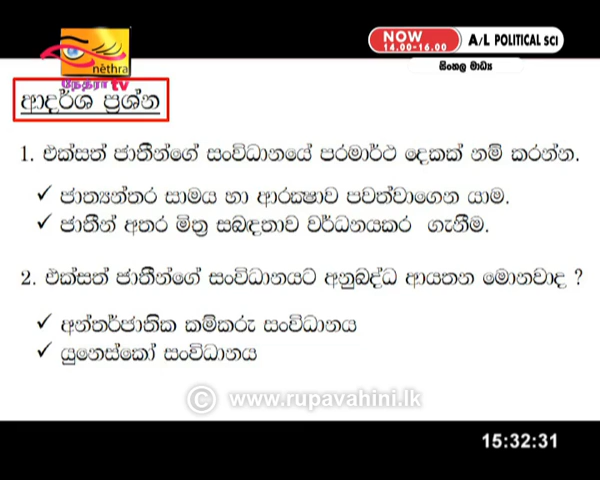 NOW
14.00-16.00
A/L POLITICAL SCI
සිංහල මාධ්‍ය
nethra
நேத்ரா tv
ආදර්ශ ප්‍රශ්න
1. එක්සත් ජාතීන්ගේ සංවිධානයේ පරමාර්ථ දෙකක් නම් කරන්න.
✓ ජාත්‍යන්තර සාමය හා ආරක්‍ෂාව පවත්වාගෙන යාම.
✓ ජාතීන් අතර මිත්‍ර සබඳතාව වර්ධනයකර ගැනීම.
2. එක්සත් ජාතීන්ගේ සංවිධානයට අනුබද්ධ ආයතන මොනවාද ?
✓ අන්තර්ජාතික කම්කරු සංවිධානය
✓ යුනෙස්කෝ සංවිධානය
© www.rupavahini.lk
15:32:31